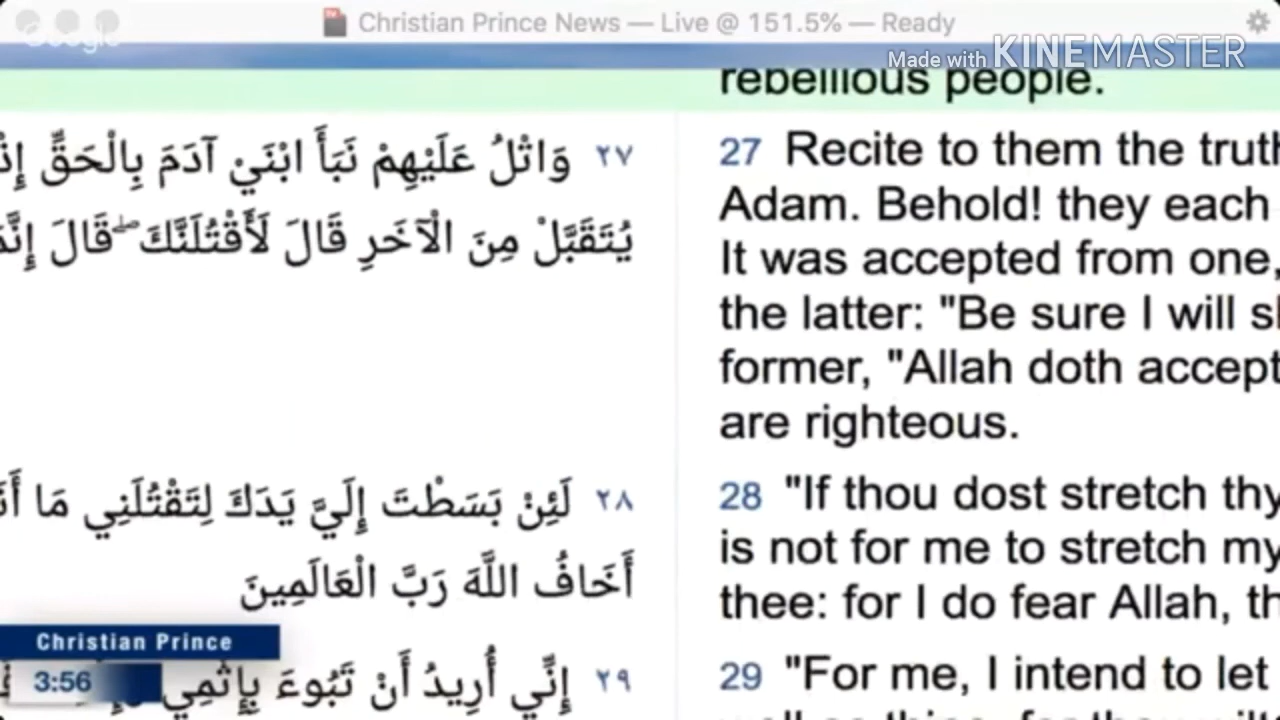 Christian Prince News — Live @ 151.5% — Ready
Google
Made with KINEMASTER
rebellious people.
٢٧ وَاتْلُ عَلَيْهِمْ نَبَأَ ابْنَيْ آدَمَ بِالْحَقِّ
يُتَقَبَّلْ مِنَ الْآخَرِ قَالَ لَأَقْتُلَنَّكَ ۖ قَالَ
27 Recite to them the truth
Adam. Behold! they each
It was accepted from one,
the latter: "Be sure I will sl
former, "Allah doth accept
are righteous.
٢٨ لَئِنْ بَسَطْتَ إِلَيَّ يَدَكَ لِتَقْتُلَنِي مَا
أَخَافُ اللَّهَ رَبَّ الْعَالَمِينَ
28 "If thou dost stretch thy
is not for me to stretch my
thee: for I do fear Allah, th
٢٩ إِنِّي أُرِيدُ أَنْ تَبُوءَ بِإِثْمِي
29 "For me, I intend to let
Christian Prince
3:56